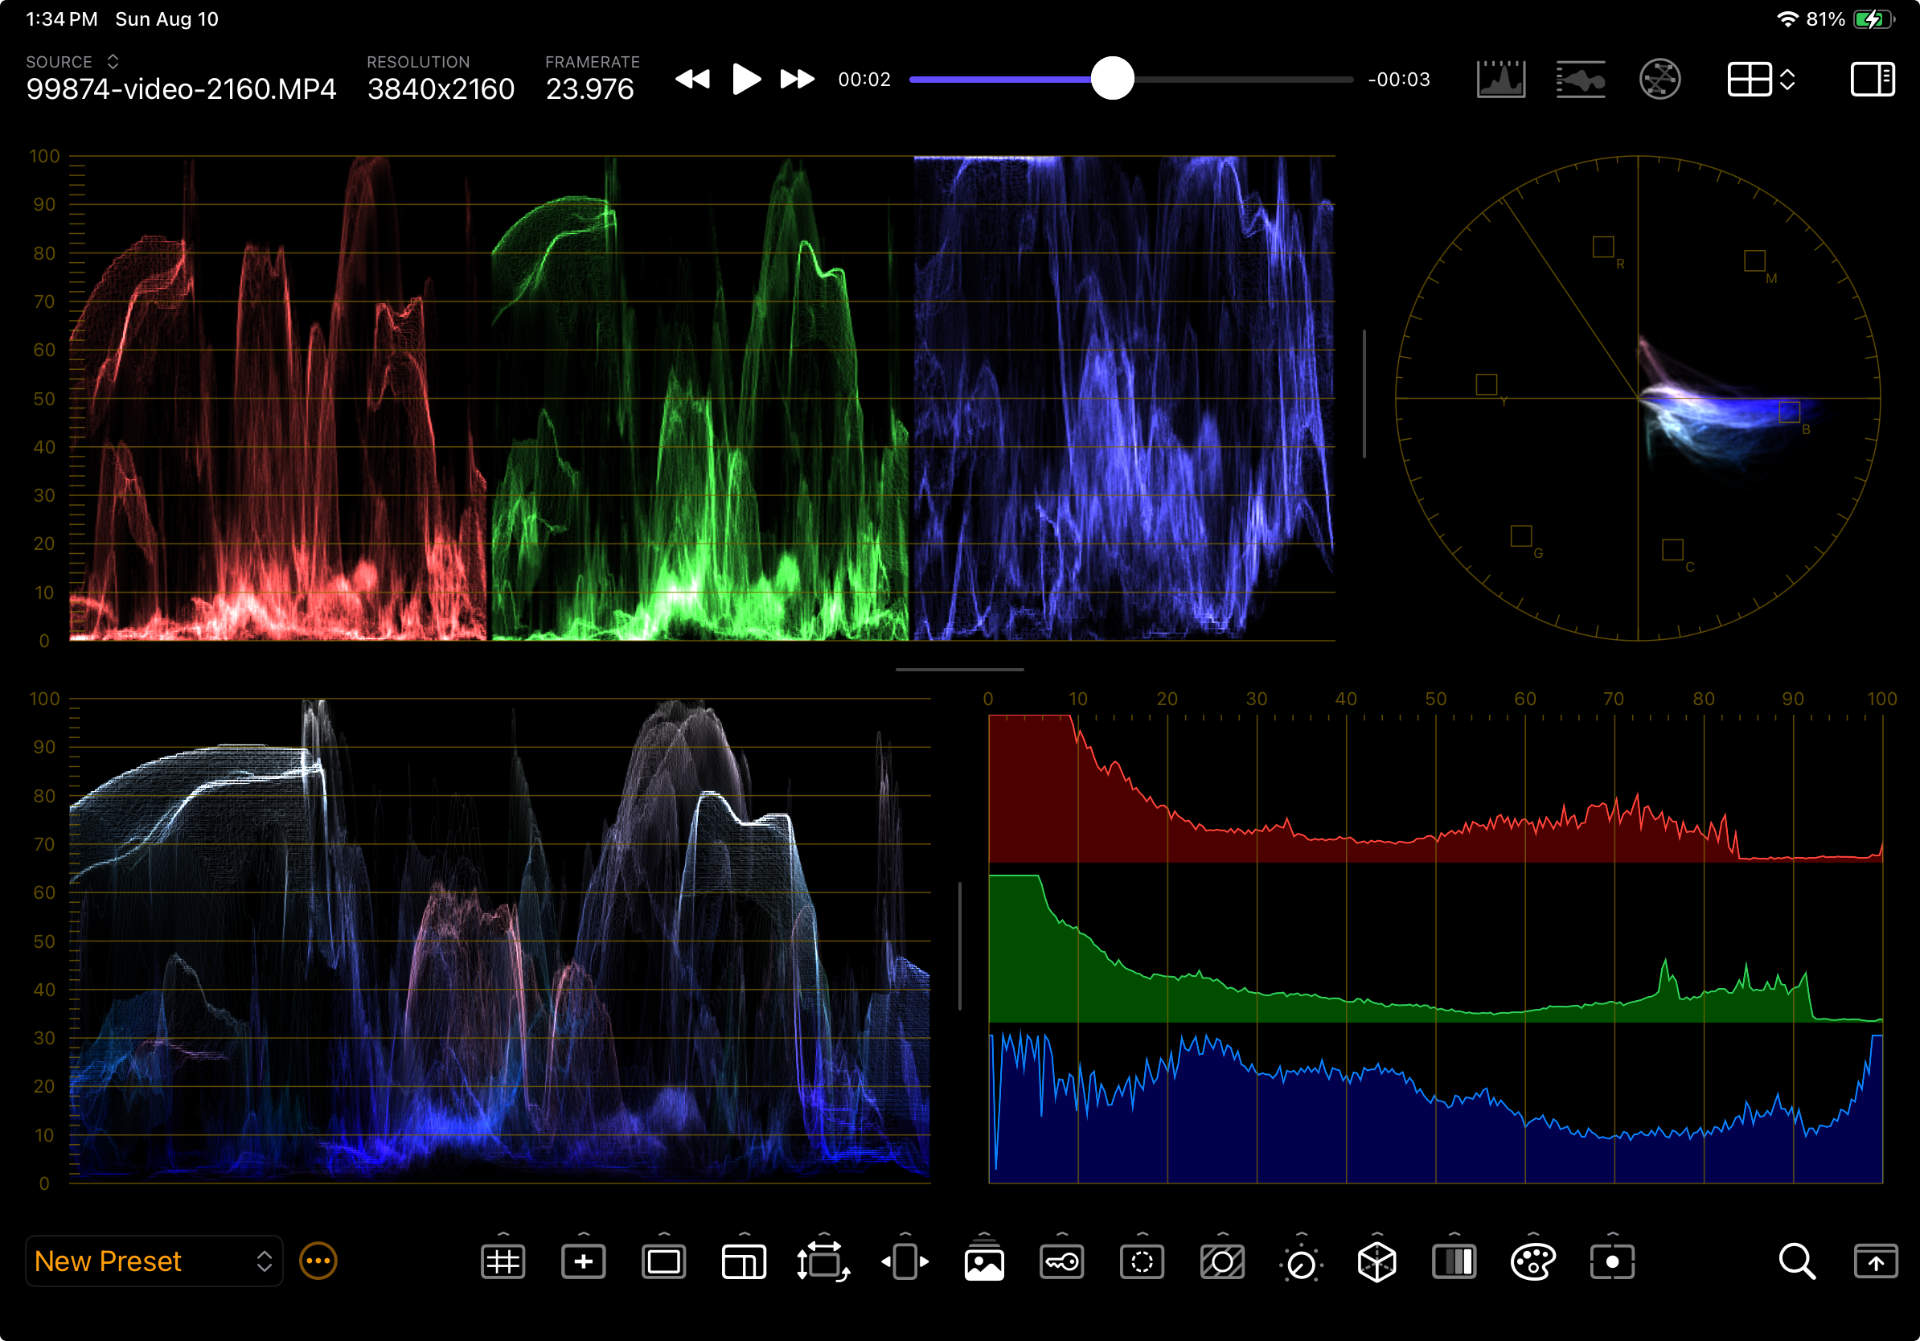 1:34 PM Sun Aug 10
81%
SOURCE RESOLUTION FRAMERATE
99874-video-2160.MP4 3840x2160 23.976
00:02 -00:03
100
90
80
70
60
50
40
30
20
10
0
R
M
Y
B
G
C
100
90
80
70
60
50
40
30
20
10
0
0 10 20 30 40 50 60 70 80 90 100
New Preset